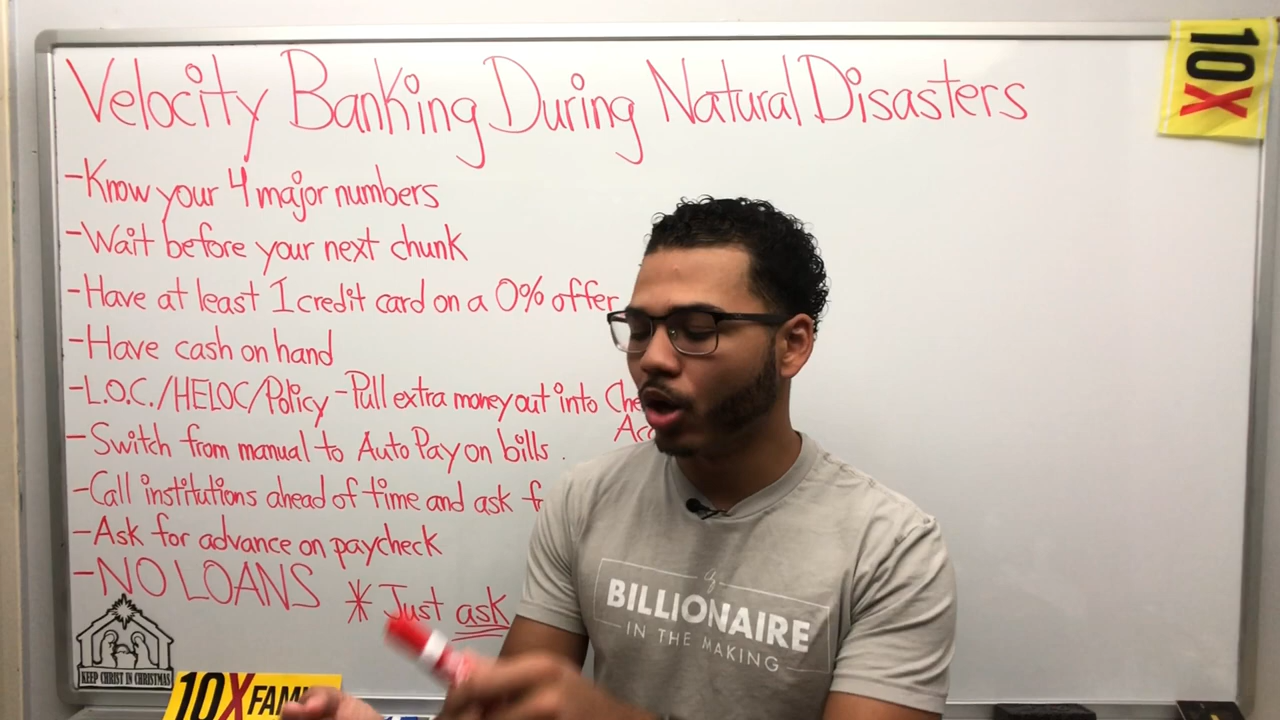 Velocity Banking During Natural Disasters
10X
-Know your 4 major numbers
-Wait before your next chunk
-Have at least 1 credit card on a 0% offer
-Have cash on hand
-L.O.C./HELOC/Policy-Pull extra money out into
-Switch from manual to AutoPay on bills.
-Call institutions ahead of time and ask
-Ask for advance on paycheck
-NO LOANS * Just ask
BILLIONAIRE
IN THE MAKING
KEEP CHRIST IN CHRISTMAS
10X